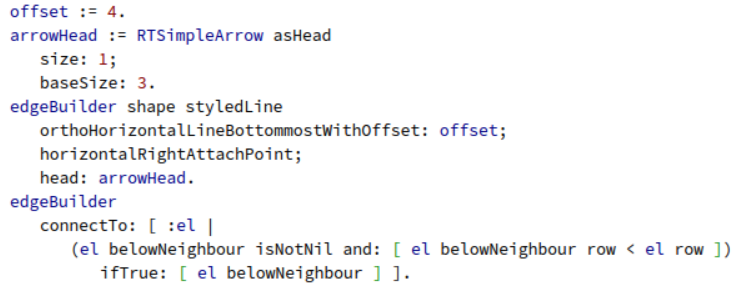 offset := 4.
arrowHead := RTSimpleArrow asHead
size: 1;
baseSize: 3.
edgeBuilder shape styledLine
orthoHorizontalLineBottommostWithOffset: offset;
horizontalRightAttachPoint;
head: arrowHead.
edgeBuilder
connectTo: [ :el |
(el belowNeighbour isNotNil and: [ el belowNeighbour row < el row ])
ifTrue: [ el belowNeighbour ] ].